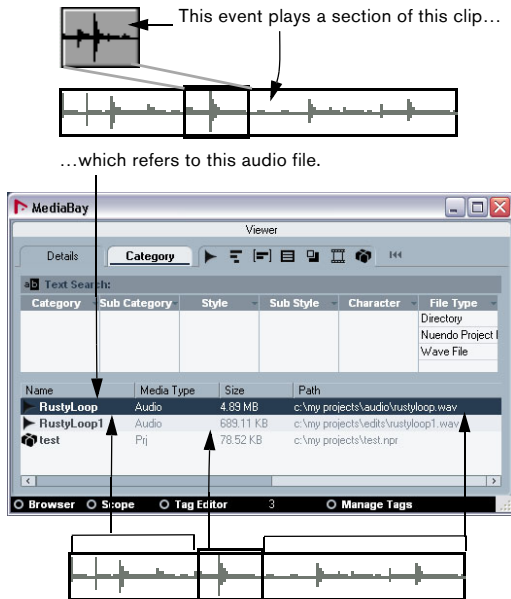 This event plays a section of this clip…
…which refers to this audio file.
MediaBay
Viewer
Details Category
Text Search:
Category Sub Category Style Sub Style Character File Type
Directory
Nuendo Project
Wave File
Name Media Type Size Path
RustyLoop Audio 4.89 MB c:\my projects\audio\rustyloop.wav
RustyLoop1 Audio 689.11 KB c:\my projects\edits\rustyloop1.wav
test Prj 78.52 KB c:\my projects\test.npr
Browser Scope Tag Editor 3 Manage Tags